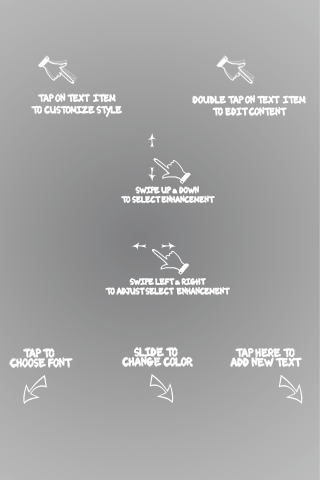 TAP ON TEXT ITEM
TO CUSTOMIZE STYLE
DOUBLE TAP ON TEXT ITEM
TO EDIT CONTENT
SWIPE UP & DOWN
TO SELECT ENHANCEMENT
SWIPE LEFT & RIGHT
TO ADJUST SELECT ENHANCEMENT
TAP TO
CHOOSE FONT
SLIDE TO
CHANGE COLOR
TAP HERE TO
ADD NEW TEXT